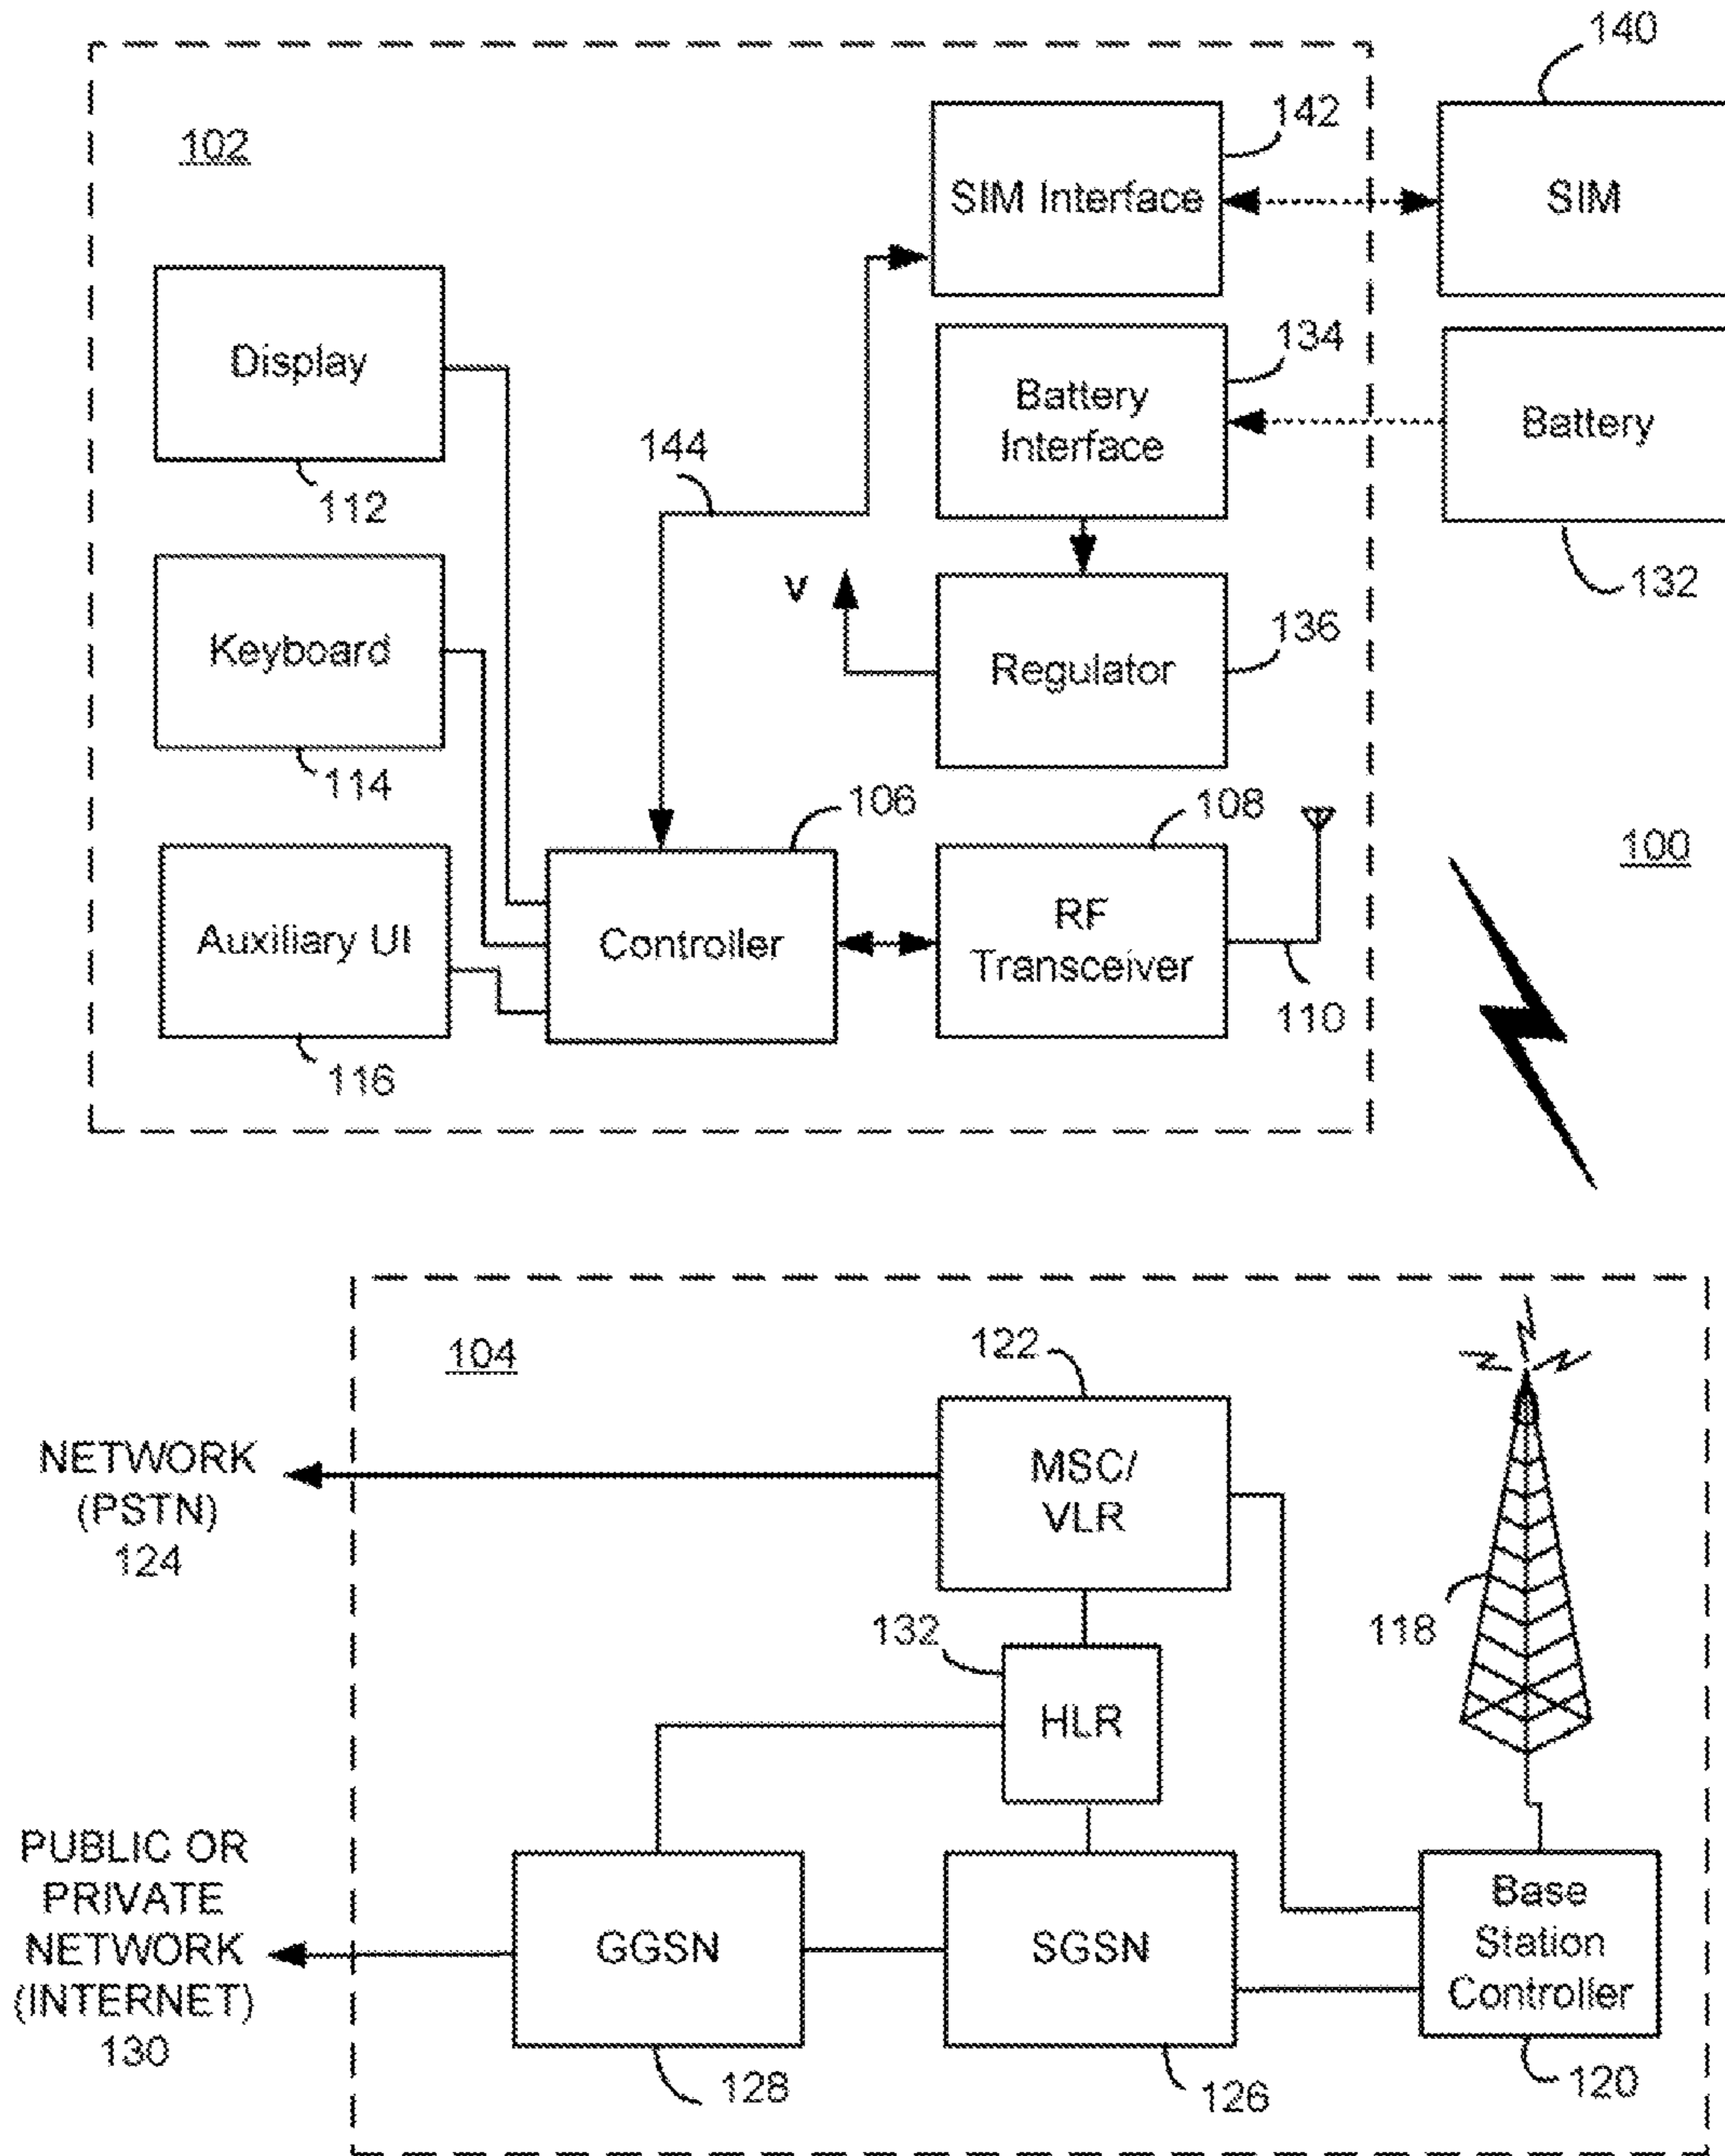 140
102
142
SIM Interface
SIM
Display
134
Battery
Interface
Battery
144
112
132
V
Keyboard
136
Regulator
114
106
108
100
Auxiliary UI
Controller
RF
Transceiver
110
116
104
122
NETWORK
(PSTN)
124
MSC/
VLR
118
132
HLR
PUBLIC OR
PRIVATE
NETWORK
(INTERNET)
130
GGSN
SGSN
Base
Station
Controller
128
126
120